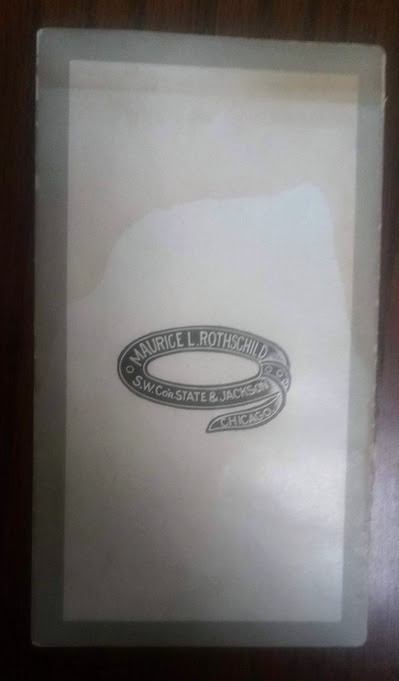 MAURICE L. ROTHSCHILD
S.W. Cor. STATE & JACKSON
CHICAGO